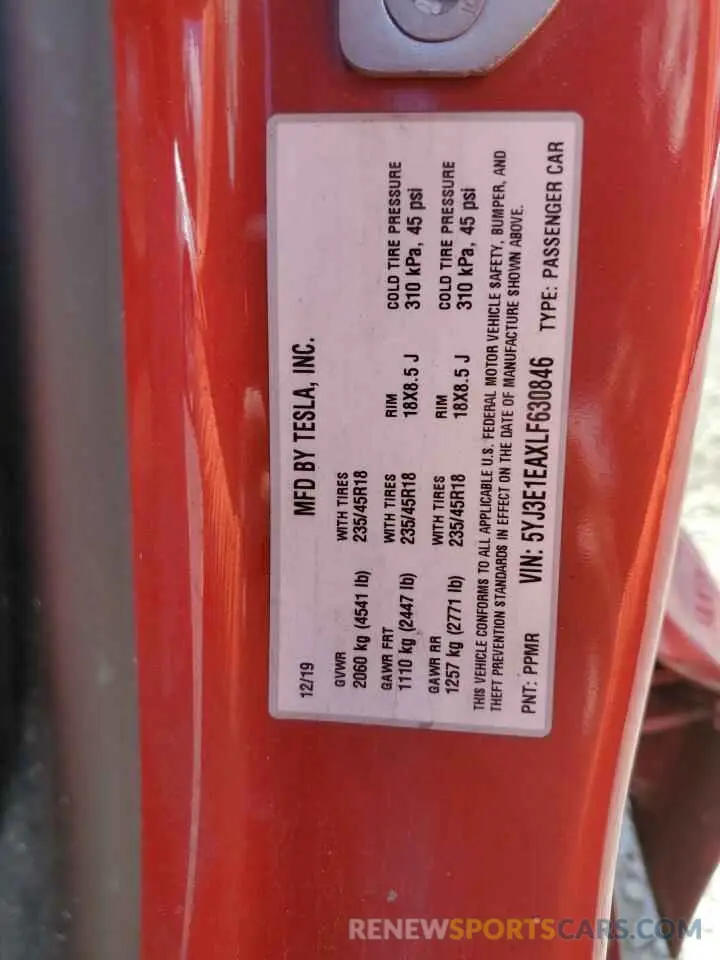 12/19 MFD BY TESLA, INC.
GVWR WITH TIRES
2060 kg (4541 lb) 235/45R18
GAWR FRT WITH TIRES RIM COLD TIRE PRESSURE
1110 kg (2447 lb) 235/45R18 18X8.5 J 310 kPa, 45 psi
GAWR RR WITH TIRES RIM COLD TIRE PRESSURE
1257 kg (2771 lb) 235/45R18 18X8.5 J 310 kPa, 45 psi
THIS VEHICLE CONFORMS TO ALL APPLICABLE U.S. FEDERAL MOTOR VEHICLE SAFETY, BUMPER, AND
THEFT PREVENTION STANDARDS IN EFFECT ON THE DATE OF MANUFACTURE SHOWN ABOVE.
PNT: PPMR VIN: 5YJ3E1EAXLF630846 TYPE: PASSENGER CAR
RENEWSPORTSCARS.COM